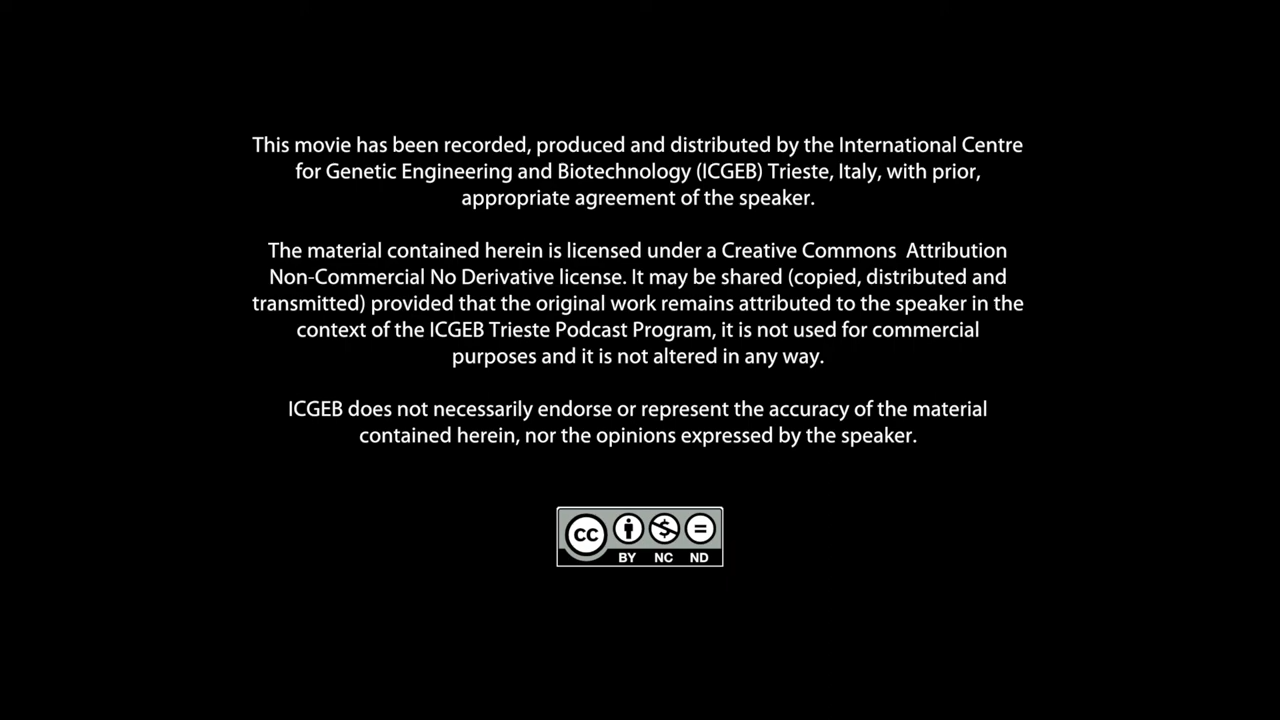 This movie has been recorded, produced and distributed by the International Centre
for Genetic Engineering and Biotechnology (ICGEB) Trieste, Italy, with prior,
appropriate agreement of the speaker.
The material contained herein is licensed under a Creative Commons  Attribution
Non-Commercial No Derivative license. It may be shared (copied, distributed and
transmitted) provided that the original work remains attributed to the speaker in the
context of the ICGEB Trieste Podcast Program, it is not used for commercial
purposes and it is not altered in any way.
ICGEB does not necessarily endorse or represent the accuracy of the material
contained herein, nor the opinions expressed by the speaker.
CC
BY NC ND